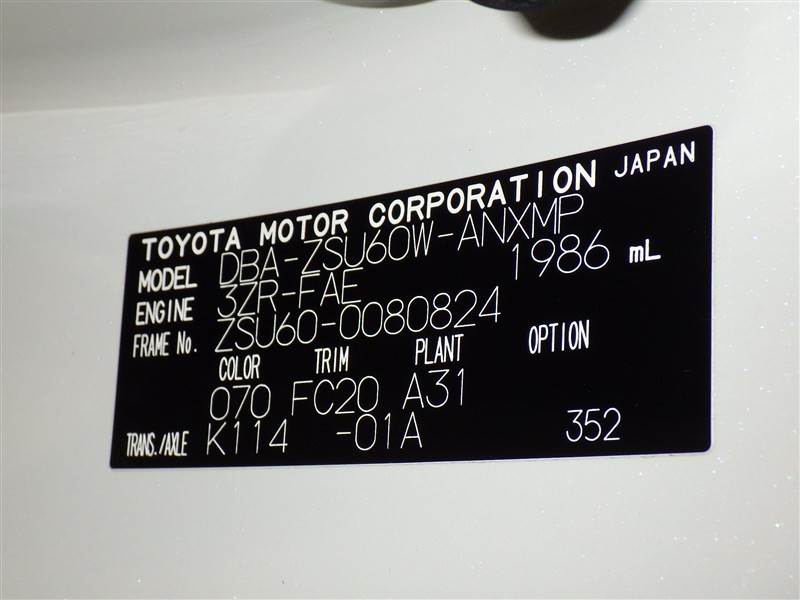 TOYOTA MOTOR CORPORATION JAPAN
MODEL DBA-ZSU60W-ANXMP
ENGINE 3ZR-FAE 1986 mL
FRAME No. ZSU60-0080824
COLOR TRIM PLANT OPTION
070 FC20 A31
TRANS./AXLE K114 -01A 352